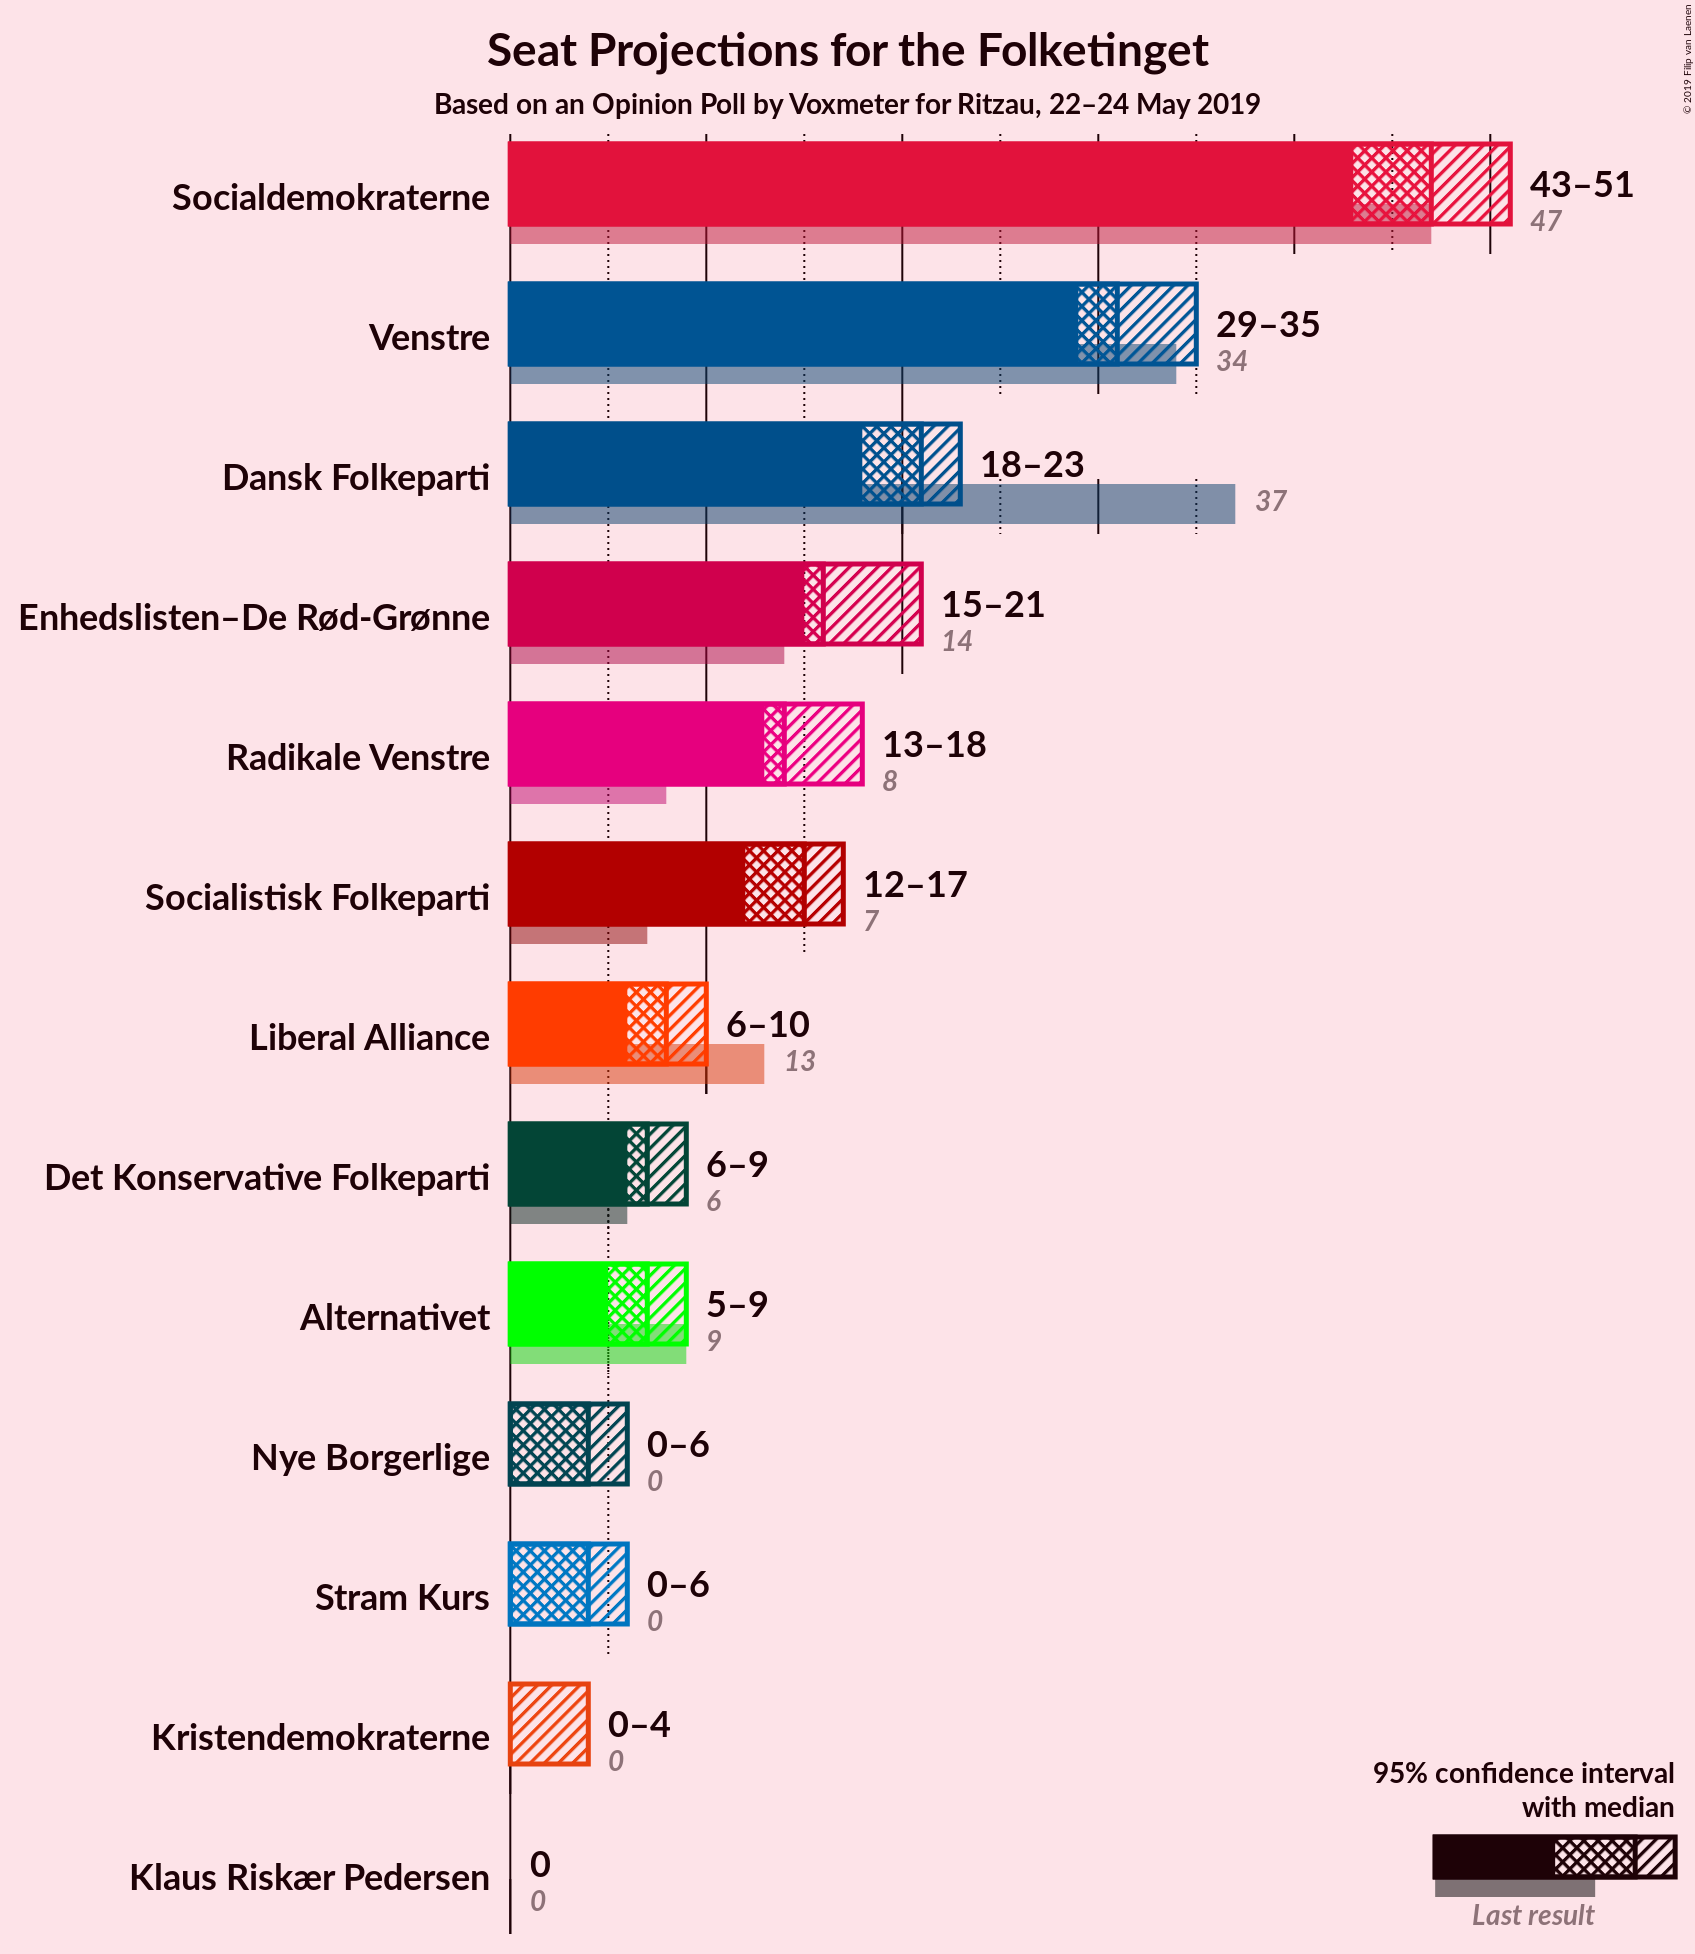 Seat Projections for the Folketinget
Based on an Opinion Poll by Voxmeter for Ritzau, 22–24 May 2019
© 2019 Filip van Laenen
Socialdemokraterne
43–51
47
Venstre
29–35
34
Dansk Folkeparti
18–23
37
Enhedslisten–De Rød-Grønne
15–21
14
Radikale Venstre
13–18
8
Socialistisk Folkeparti
12–17
7
Liberal Alliance
6–10
13
Det Konservative Folkeparti
6–9
6
Alternativet
5–9
9
Nye Borgerlige
0–6
0
Stram Kurs
0–6
0
Kristendemokraterne
0–4
0
Klaus Riskær Pedersen
0
0
95% confidence interval
with median
Last result